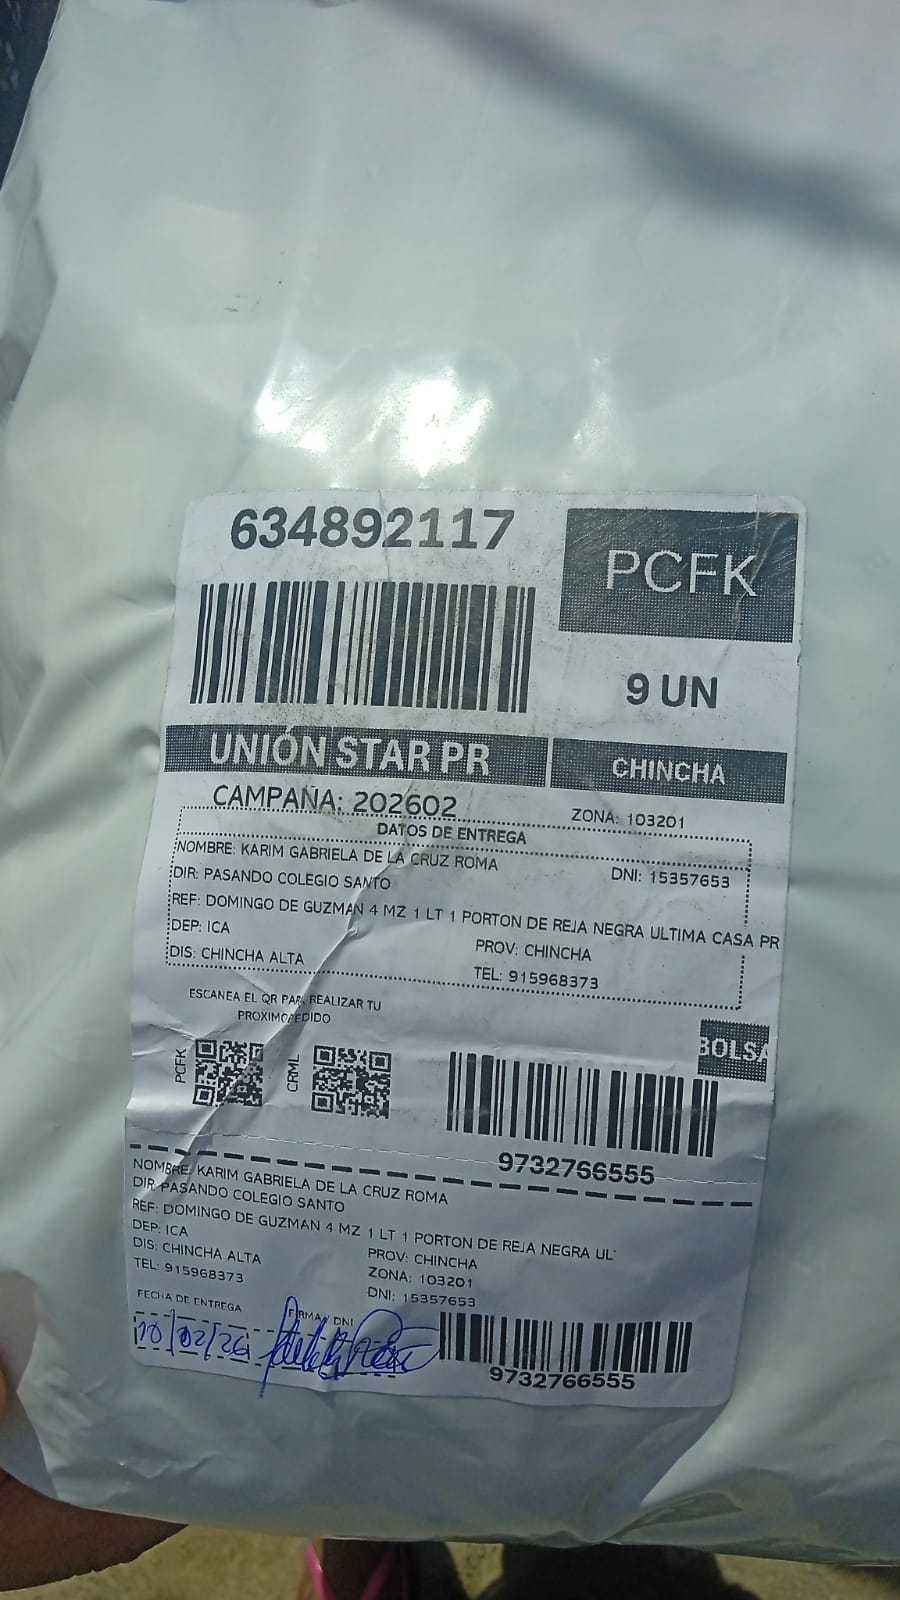 634892117
PCFK
9 UN
UNIÓN STAR PR
CHINCHA
CAMPAÑA: 202602
ZONA: 103201
DATOS DE ENTREGA
NOMBRE: KARIM GABRIELA DE LA CRUZ ROMA
DNI: 15357653
DIR: PASANDO COLEGIO SANTO
REF: DOMINGO DE GUZMAN 4 MZ 1 LT 1 PORTON DE REJA NEGRA ULTIMA CASA PR
DEP: ICA
PROV: CHINCHA
DIS: CHINCHA ALTA
TEL: 915968373
ESCANEA EL QR PARA REALIZAR TU
PROXIMO PEDIDO
BOLSA
PCFK
CRML
9732766555
NOMBRE: KARIM GABRIELA DE LA CRUZ ROMA
DIR: PASANDO COLEGIO SANTO
REF: DOMINGO DE GUZMAN 4 MZ 1 LT 1 PORTON DE REJA NEGRA UL
DEP: ICA
PROV: CHINCHA
DIS: CHINCHA ALTA
ZONA: 103201
TEL: 915968373
DNI: 15357653
FECHA DE ENTREGA
FIRMA Y DNI
10/02/26
9732766555